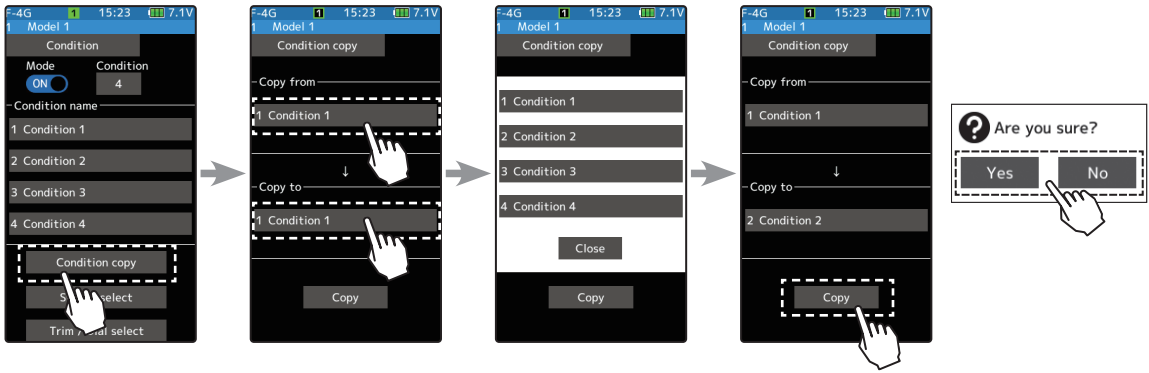 F-4G 1 15:23 7.1V
1 Model 1
Condition
Mode Condition
ON 4
Condition name
1 Condition 1
2 Condition 2
3 Condition 3
4 Condition 4
Condition copy
select
Trim / select
F-4G 1 15:23 7.1V
1 Model 1
Condition copy
Copy from
1 Condition 1
↓
Copy to
1 Condition 1
Copy
F-4G 1 15:23 7.1V
1 Model 1
Condition copy
1 Condition 1
2 Condition 2
3 Condition 3
4 Condition 4
Close
Copy
F-4G 1 15:23 7.1V
1 Model 1
Condition copy
Copy from
1 Condition 1
↓
Copy to
2 Condition 2
Copy
? Are you sure?
Yes No